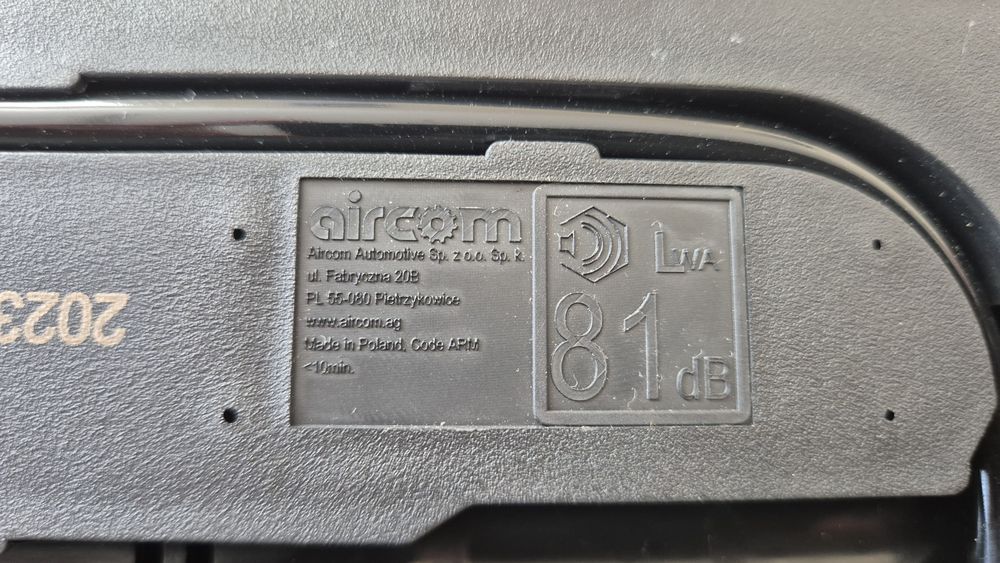 aircom
Aircom Automotive Sp. z o.o. Sp. k.
ul. Fabryczna 20B
PL 55-080 Pietrzykowice
www.aircom.ag
Made in Poland, Code ARM
<10min.
LWA
81 dB
2023